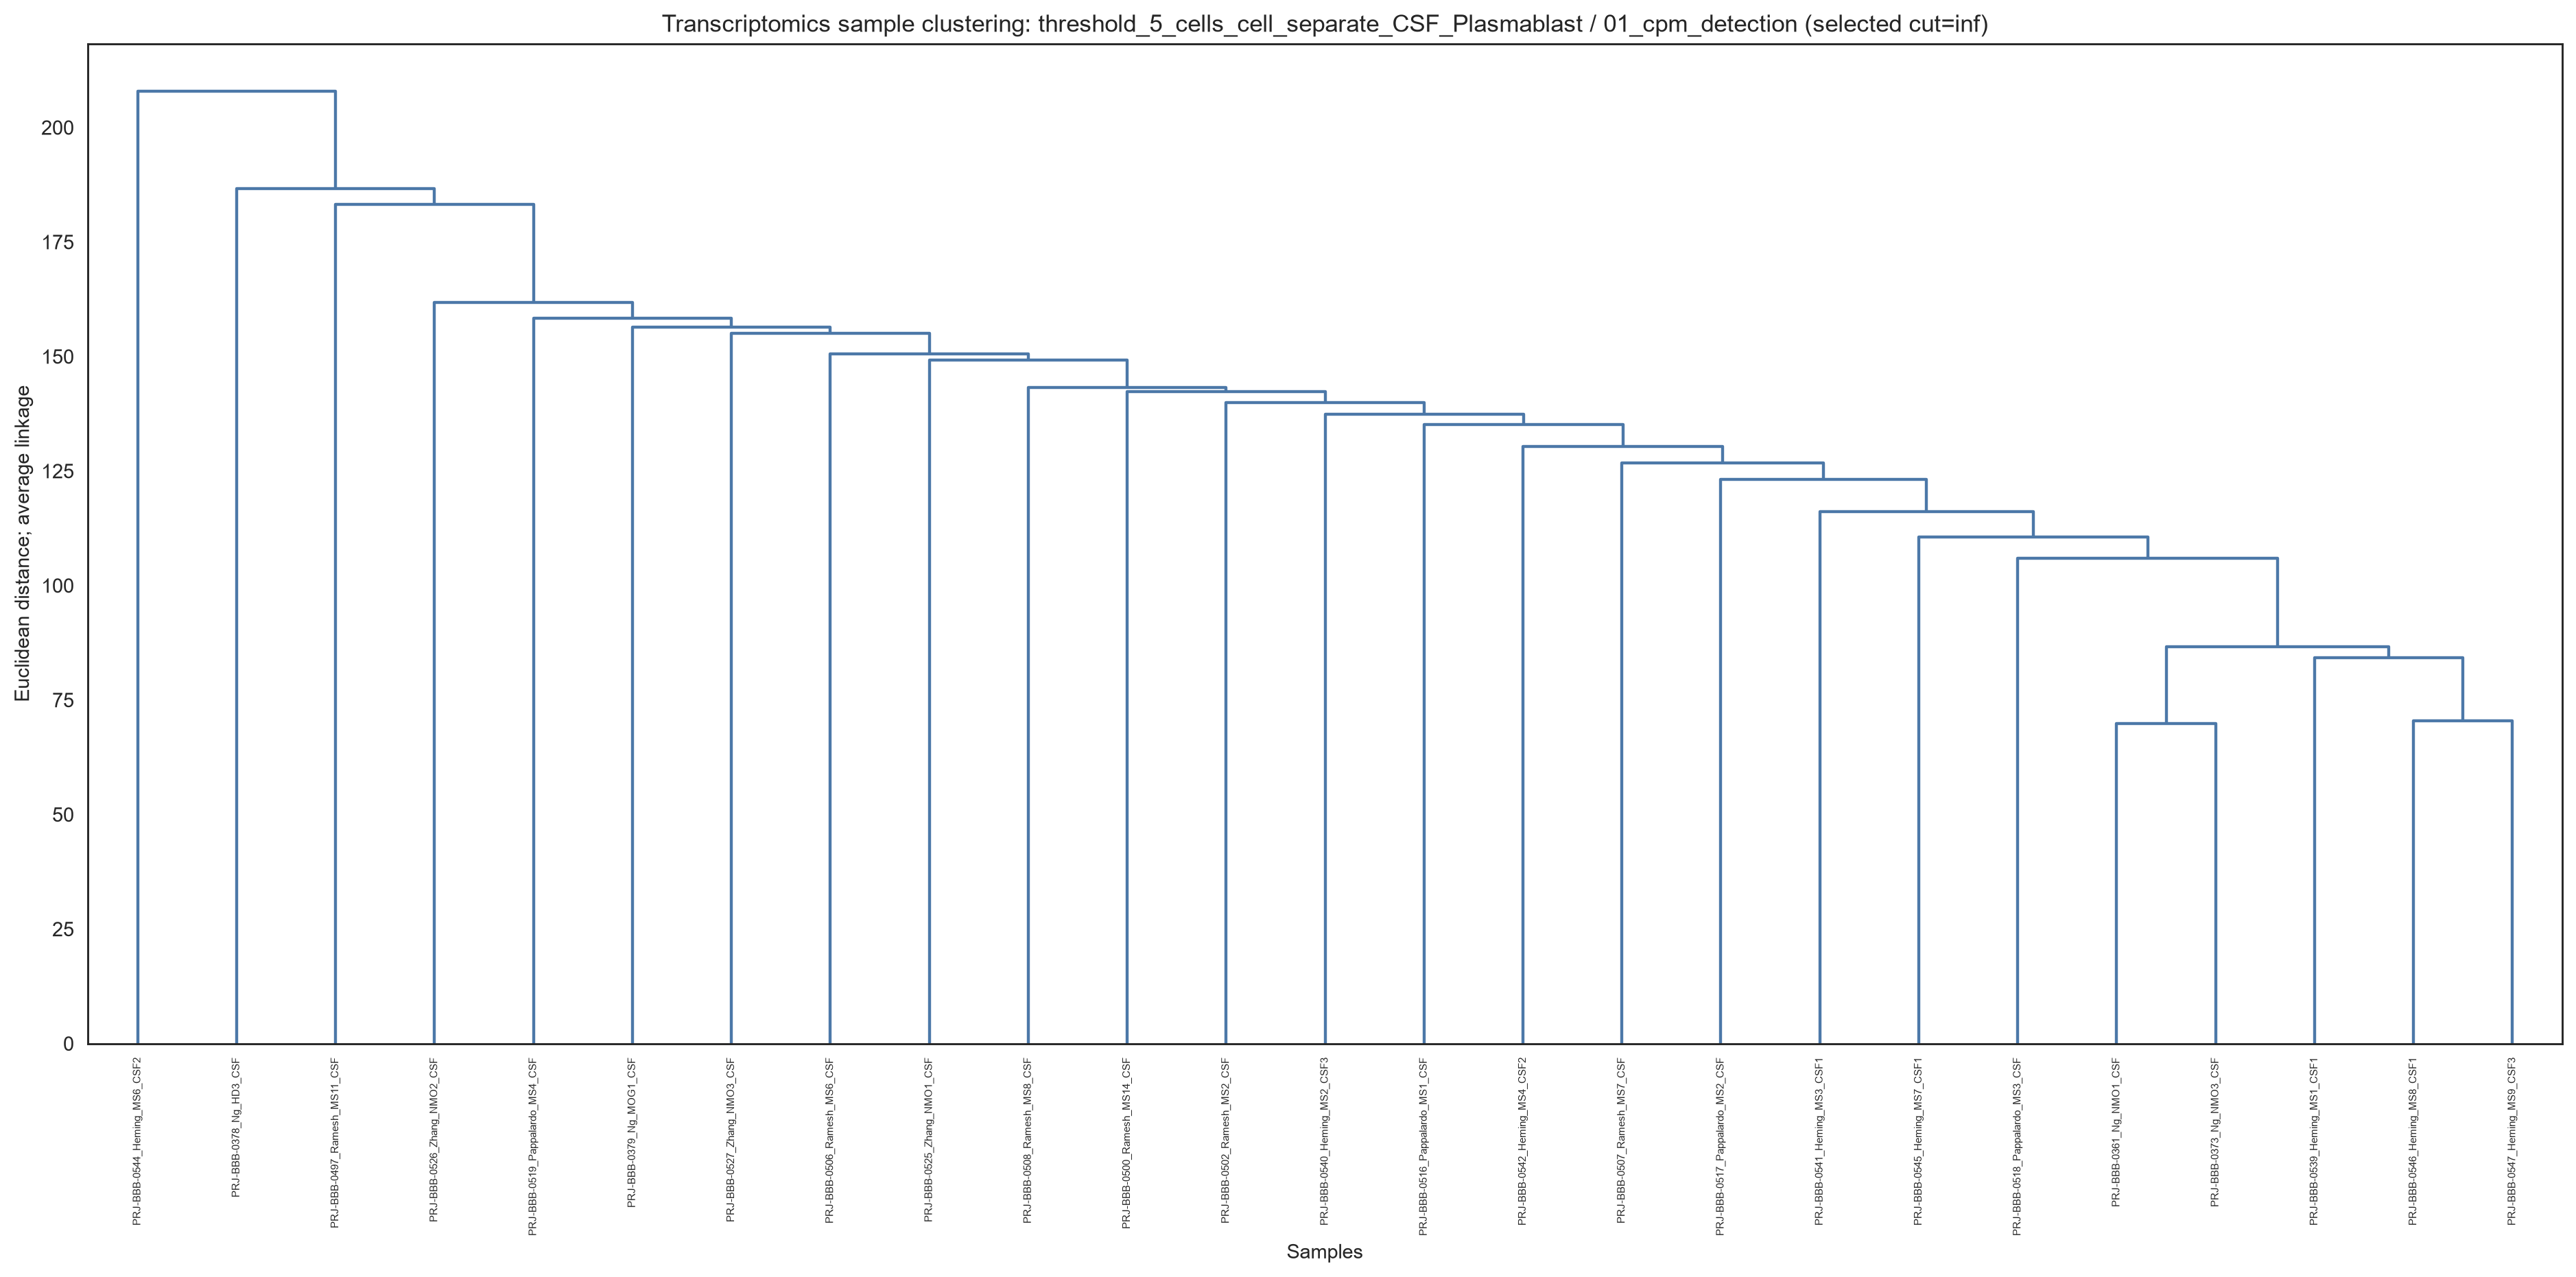 Transcriptomics sample clustering: threshold_5_cells_cell_separate_CSF_Plasmablast / 01_cpm_detection (selected cut=inf)
Euclidean distance; average linkage
200
175
150
125
100
75
50
25
0
PRJ-BBB-0544_Heming_MS6_CSF2
PRJ-BBB-0378_Ng_HD3_CSF
PRJ-BBB-0497_Ramesh_MS11_CSF
PRJ-BBB-0526_Zhang_NMO2_CSF
PRJ-BBB-0519_Pappalardo_MS4_CSF
PRJ-BBB-0379_Ng_MOG1_CSF
PRJ-BBB-0527_Zhang_NMO3_CSF
PRJ-BBB-0506_Ramesh_MS6_CSF
PRJ-BBB-0525_Zhang_NMO1_CSF
PRJ-BBB-0508_Ramesh_MS8_CSF
PRJ-BBB-0500_Ramesh_MS14_CSF
PRJ-BBB-0502_Ramesh_MS2_CSF
PRJ-BBB-0540_Heming_MS2_CSF3
PRJ-BBB-0516_Pappalardo_MS1_CSF
PRJ-BBB-0542_Heming_MS4_CSF2
PRJ-BBB-0507_Ramesh_MS7_CSF
PRJ-BBB-0517_Pappalardo_MS2_CSF
PRJ-BBB-0541_Heming_MS3_CSF1
PRJ-BBB-0545_Heming_MS7_CSF1
PRJ-BBB-0518_Pappalardo_MS3_CSF
PRJ-BBB-0361_Ng_NMO1_CSF
PRJ-BBB-0373_Ng_NMO3_CSF
PRJ-BBB-0539_Heming_MS1_CSF1
PRJ-BBB-0546_Heming_MS8_CSF1
PRJ-BBB-0547_Heming_MS9_CSF3
Samples